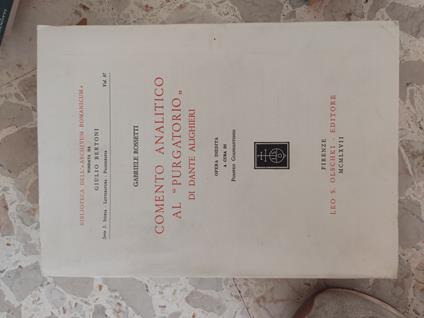 BIBLIOTECA DELL' « ARCHIVUM ROMANICUM »
FONDATA DA
GIULIO BERTONI
Serie I: Storia - Letteratura - Paleografia
Vol. 87
GABRIELE ROSSETTI
COMENTO ANALITICO
AL “PURGATORIO„
DI DANTE ALIGHIERI
OPERA INEDITA
A CURA DI
POMPEO GIANNANTONIO
FIRENZE
LEO S. OLSCHKI - EDITORE
MCMLXVII